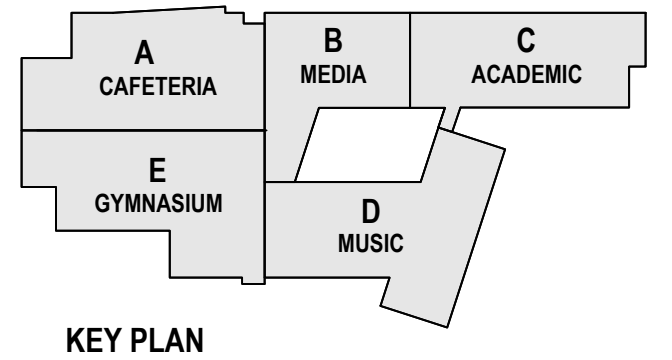 A
CAFETERIA
B
MEDIA
C
ACADEMIC
E
GYMNASIUM
D
MUSIC
KEY PLAN